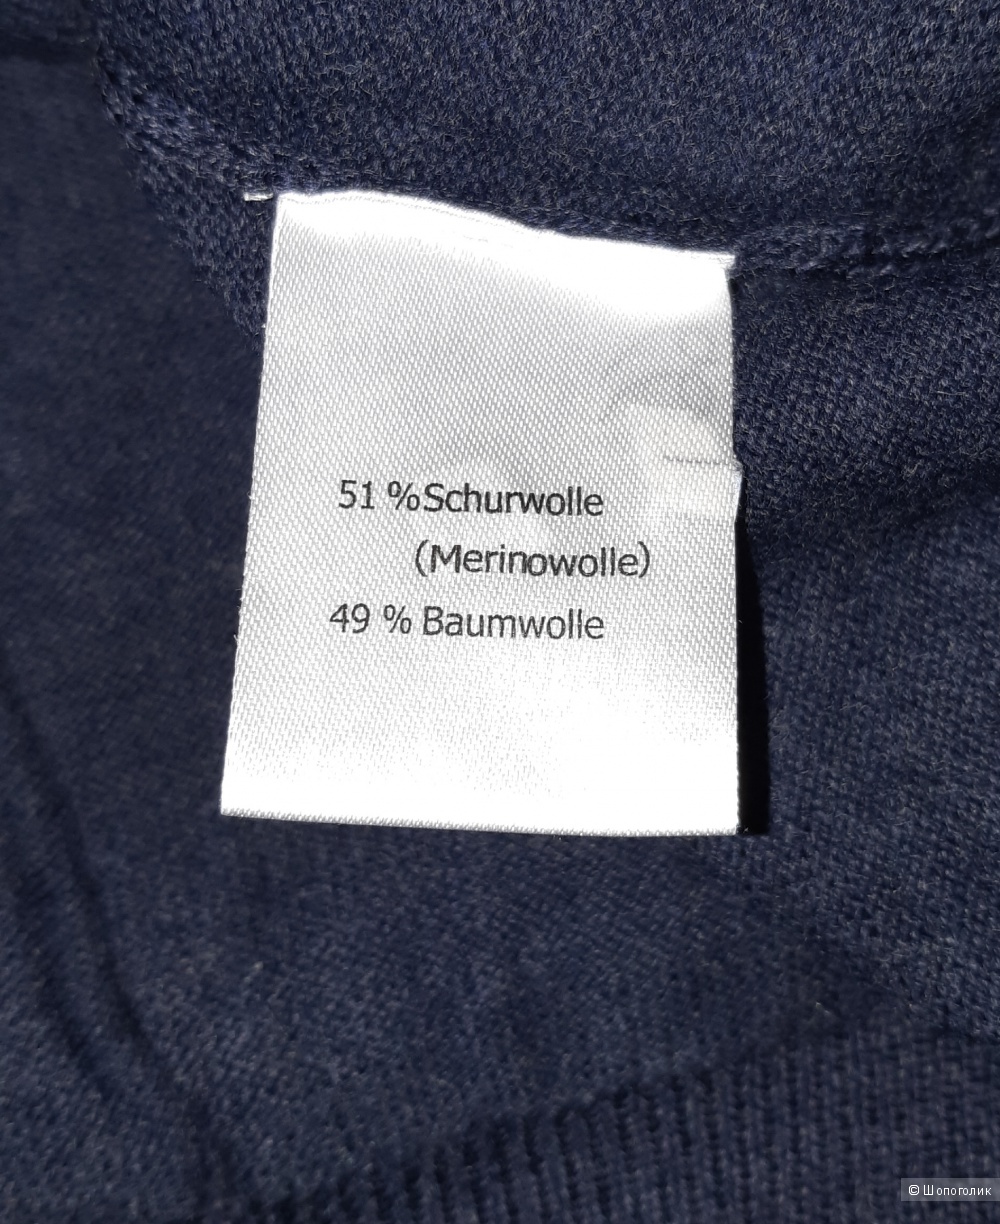 51 % Schurwolle
(Merinowolle)
49 % Baumwolle
© Шопоголик